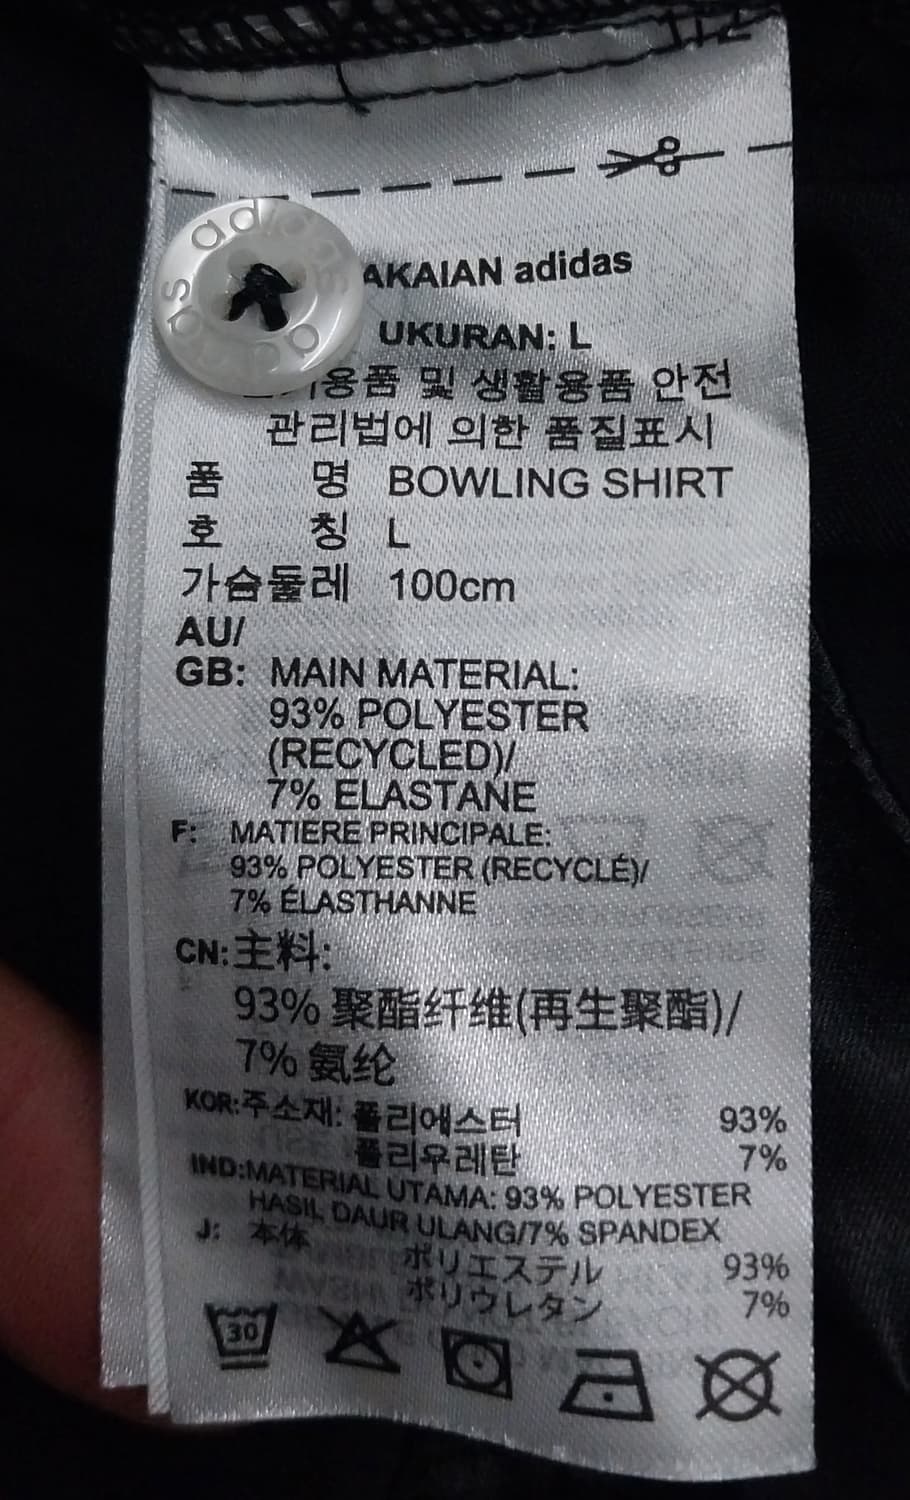 adidas
AKAIAN adidas
UKURAN: L
용품 및 생활용품 안전
관리법에 의한 품질표시
품 명 BOWLING SHIRT
호 칭 L
가슴둘레 100cm
AU/
GB: MAIN MATERIAL:
93% POLYESTER
(RECYCLED)/
7% ELASTANE
F: MATIERE PRINCIPALE:
93% POLYESTER (RECYCLÉ)/
7% ÉLASTHANNE
CN:主料:
93% 聚酯纤维(再生聚酯)/
7% 氨纶
KOR:주소재: 폴리에스터 93%
폴리우레탄 7%
IND:MATERIAL UTAMA: 93% POLYESTER
HASIL DAUR ULANG/7% SPANDEX
J: 本体 ポリエステル 93%
ポリウレタン 7%
30